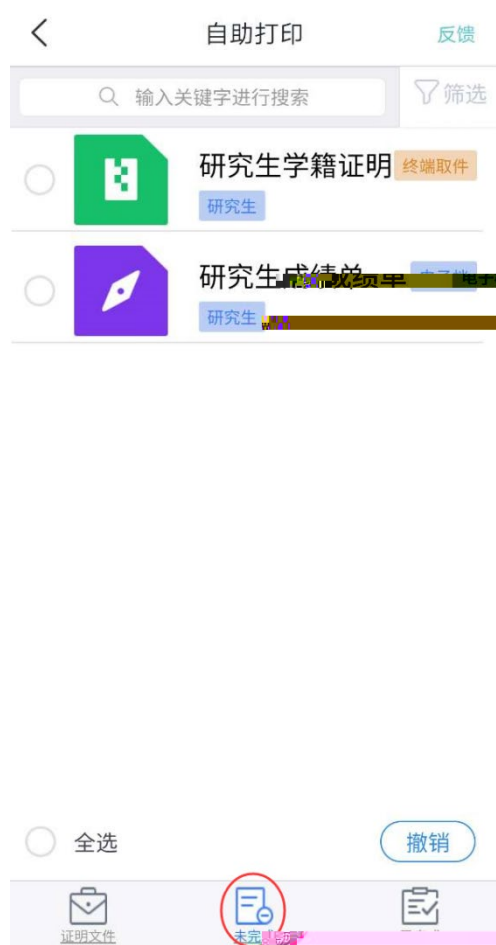 自助打印
反馈
输入关键字进行搜索
筛选
研究生学籍证明 终端取件
研究生
研究生成绩单
研究生
全选
撤销
证明文件
未完